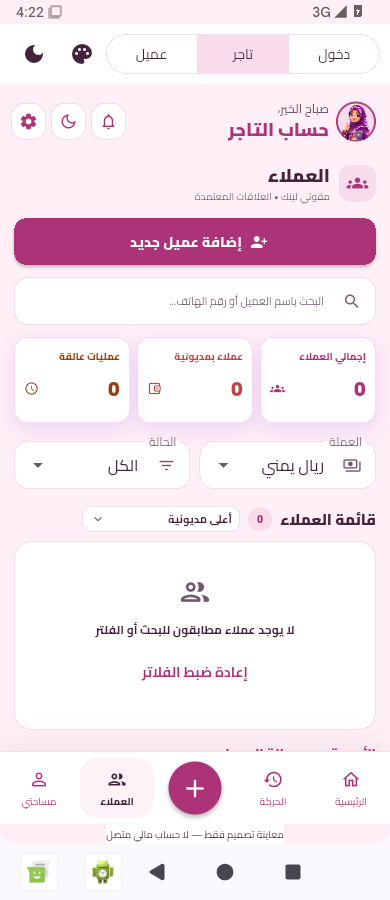 4:22
3G
دخول
تاجر
عميل
صباح الخير،
حساب التاجر
العملاء
مقوتي لينك • العلاقات المعتمدة
إضافة عميل جديد
البحث باسم العميل أو رقم الهاتف...
إجمالي العملاء
0
عملاء بمديونية
0
عمليات عالقة
0
العملة
ريال يمني
الحالة
الكل
قائمة العملاء
0
أعلى مديونية
لا يوجد عملاء مطابقون للبحث أو الفلتر
إعادة ضبط الفلاتر
الرئيسية
الحركة
العملاء
مساحتي
معاينة تصميم فقط — لا حساب مالي متصل